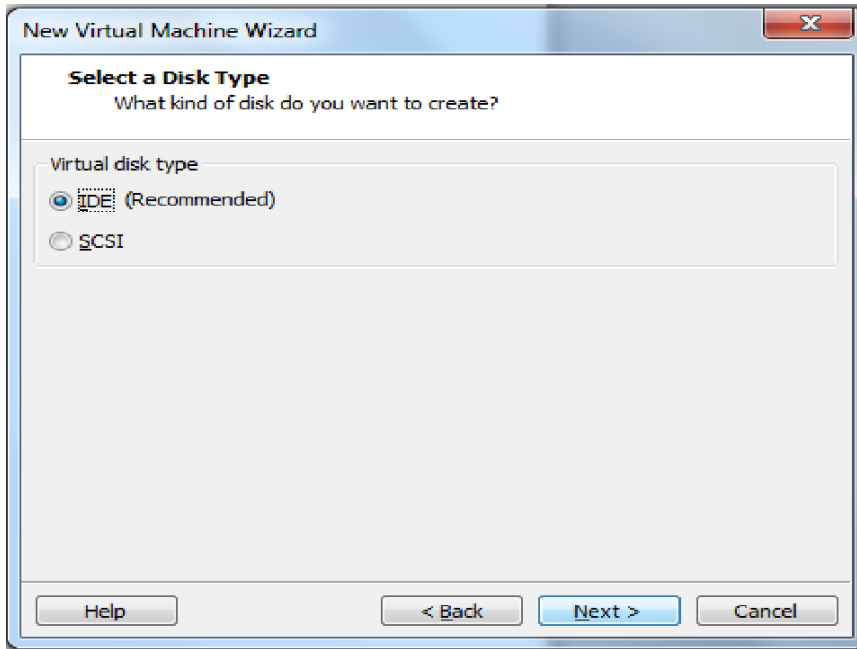 New Virtual Machine Wizard
x
Select a Disk Type
What kind of disk do you want to create?
Virtual disk type
IDE (Recommended)
SCSI
Help
< Back
Next >
Cancel